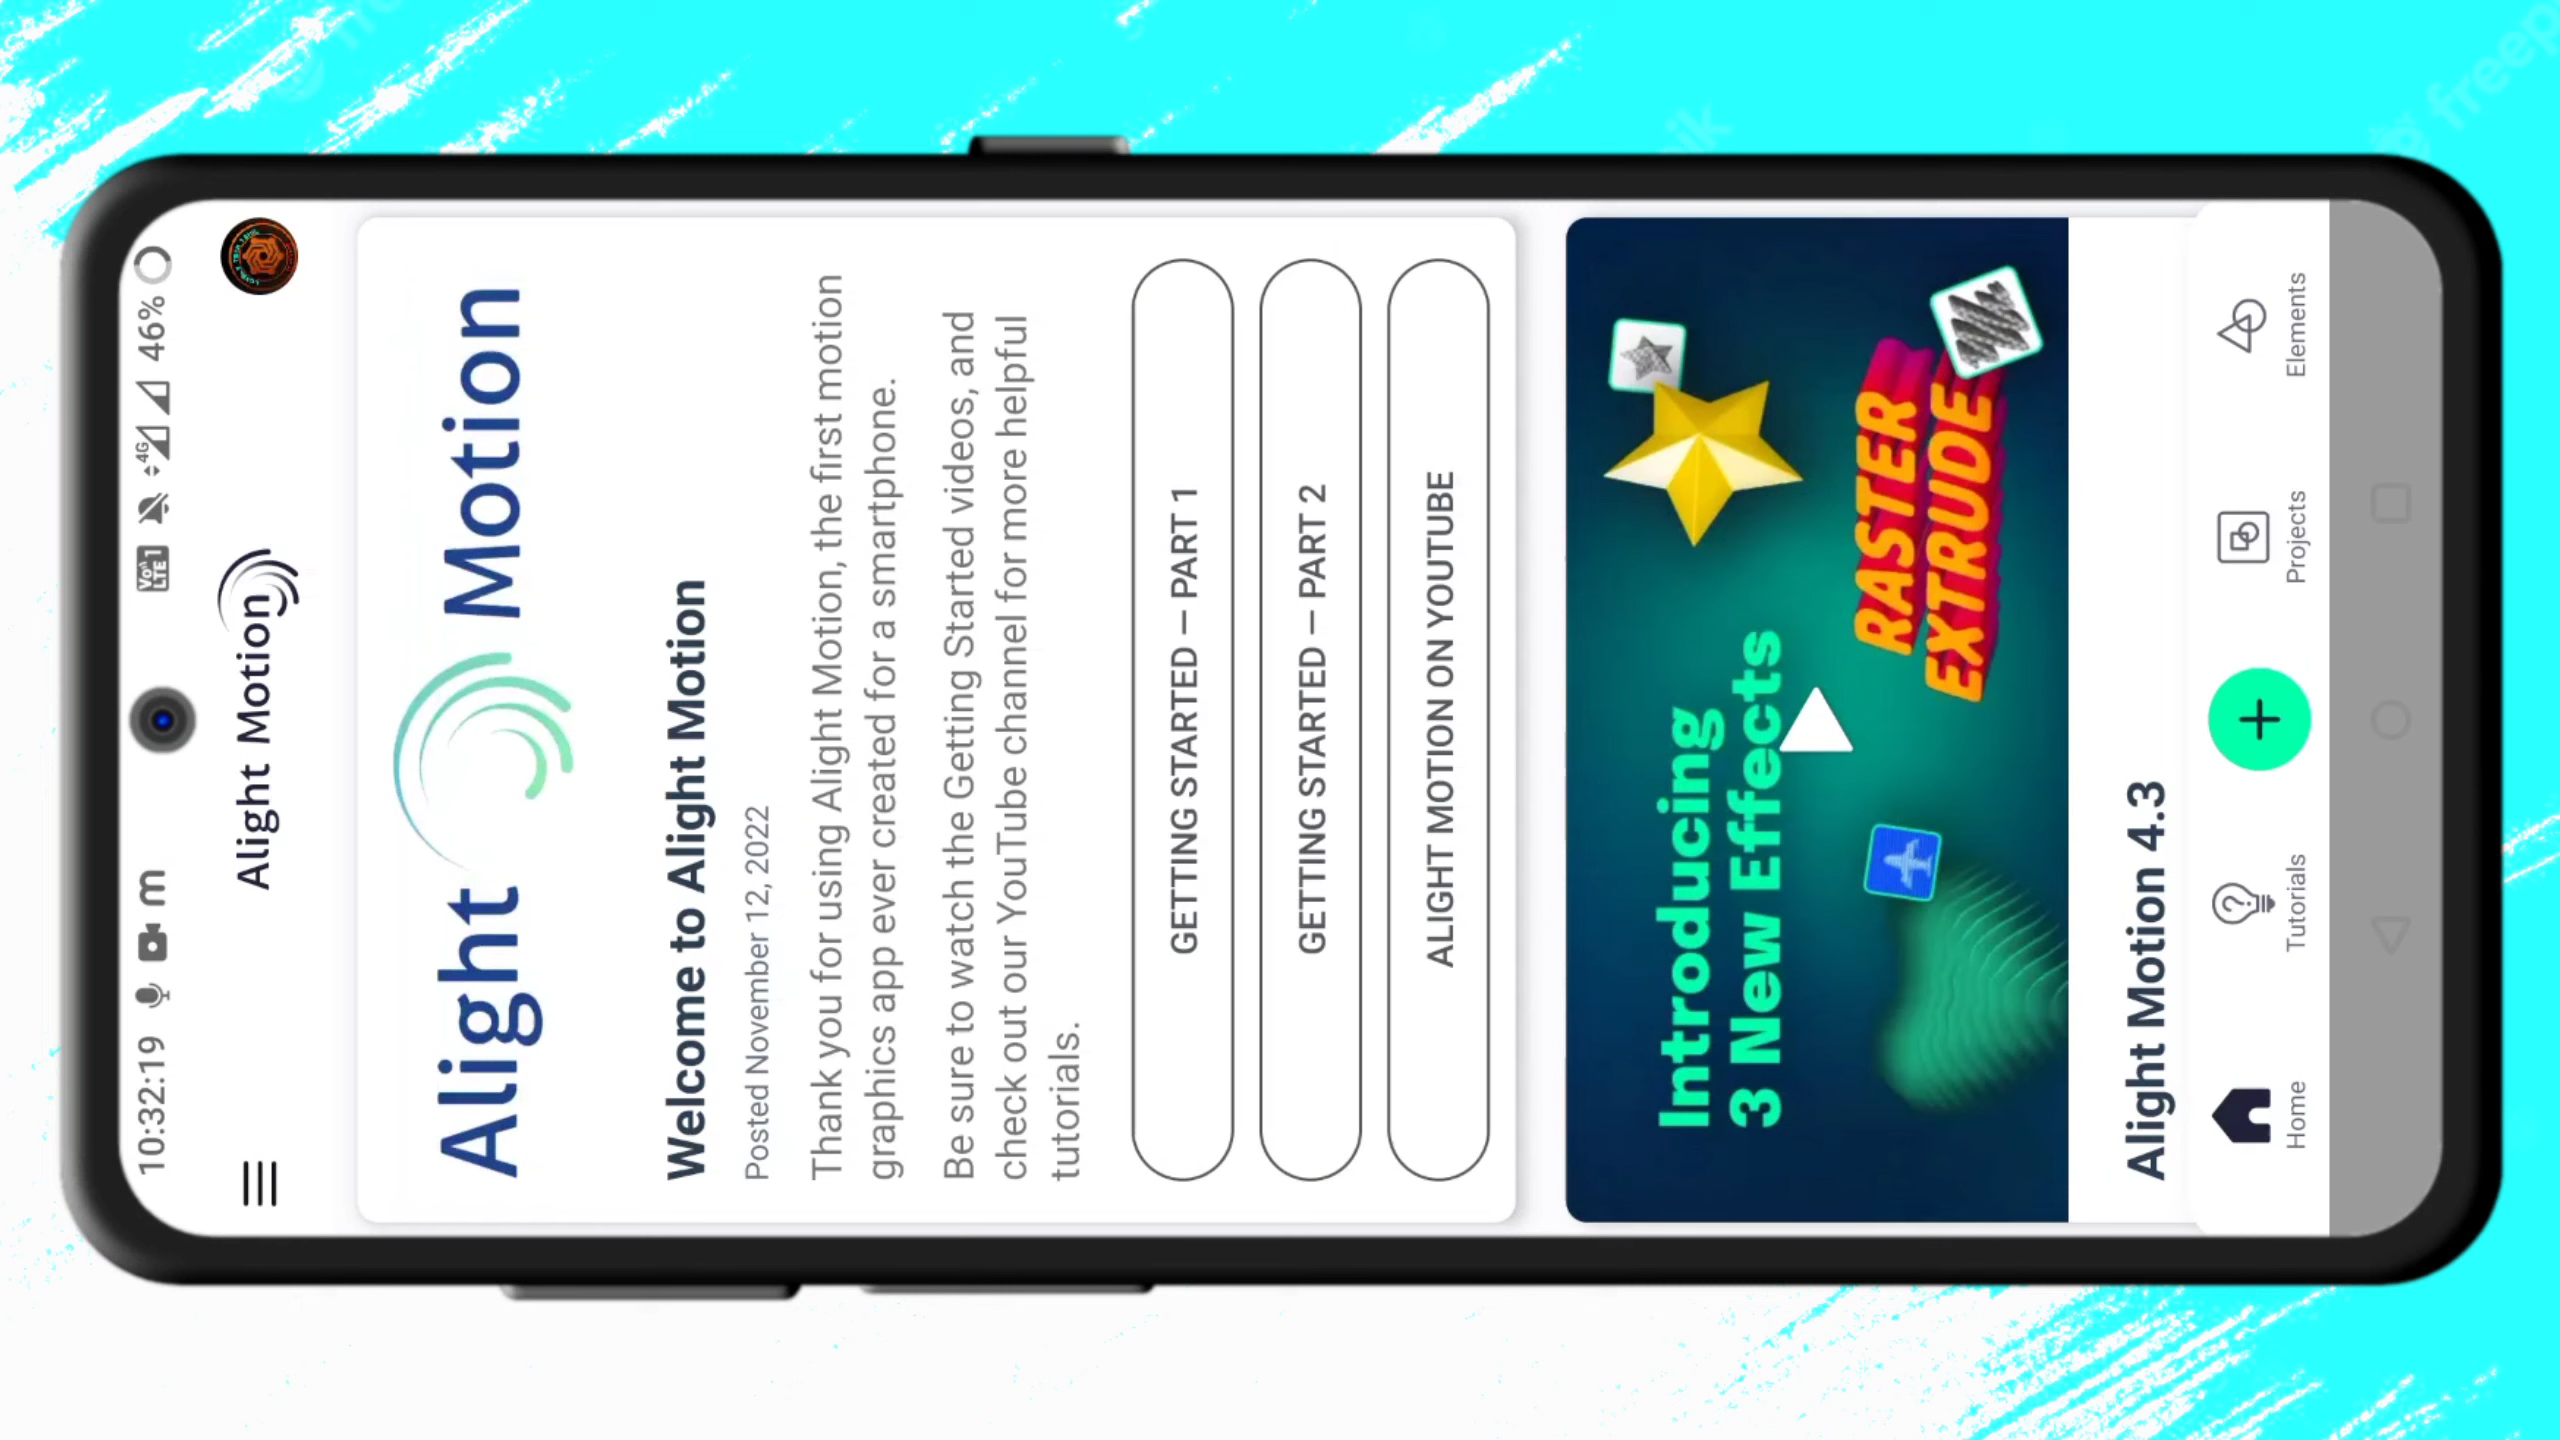 10:32:19
m
Vo))
LTE
4G
46%
Alight Motion
Alight Motion
Welcome to Alight Motion
Posted November 12, 2022
Thank you for using Alight Motion, the first motion
graphics app ever created for a smartphone.
Be sure to watch the Getting Started videos, and
check out our YouTube channel for more helpful
tutorials.
GETTING STARTED – PART 1
GETTING STARTED – PART 2
ALIGHT MOTION ON YOUTUBE
Introducing
3 New Effects
RASTER
EXTRUDE
Alight Motion 4.3
Home
Tutorials
Projects
Elements